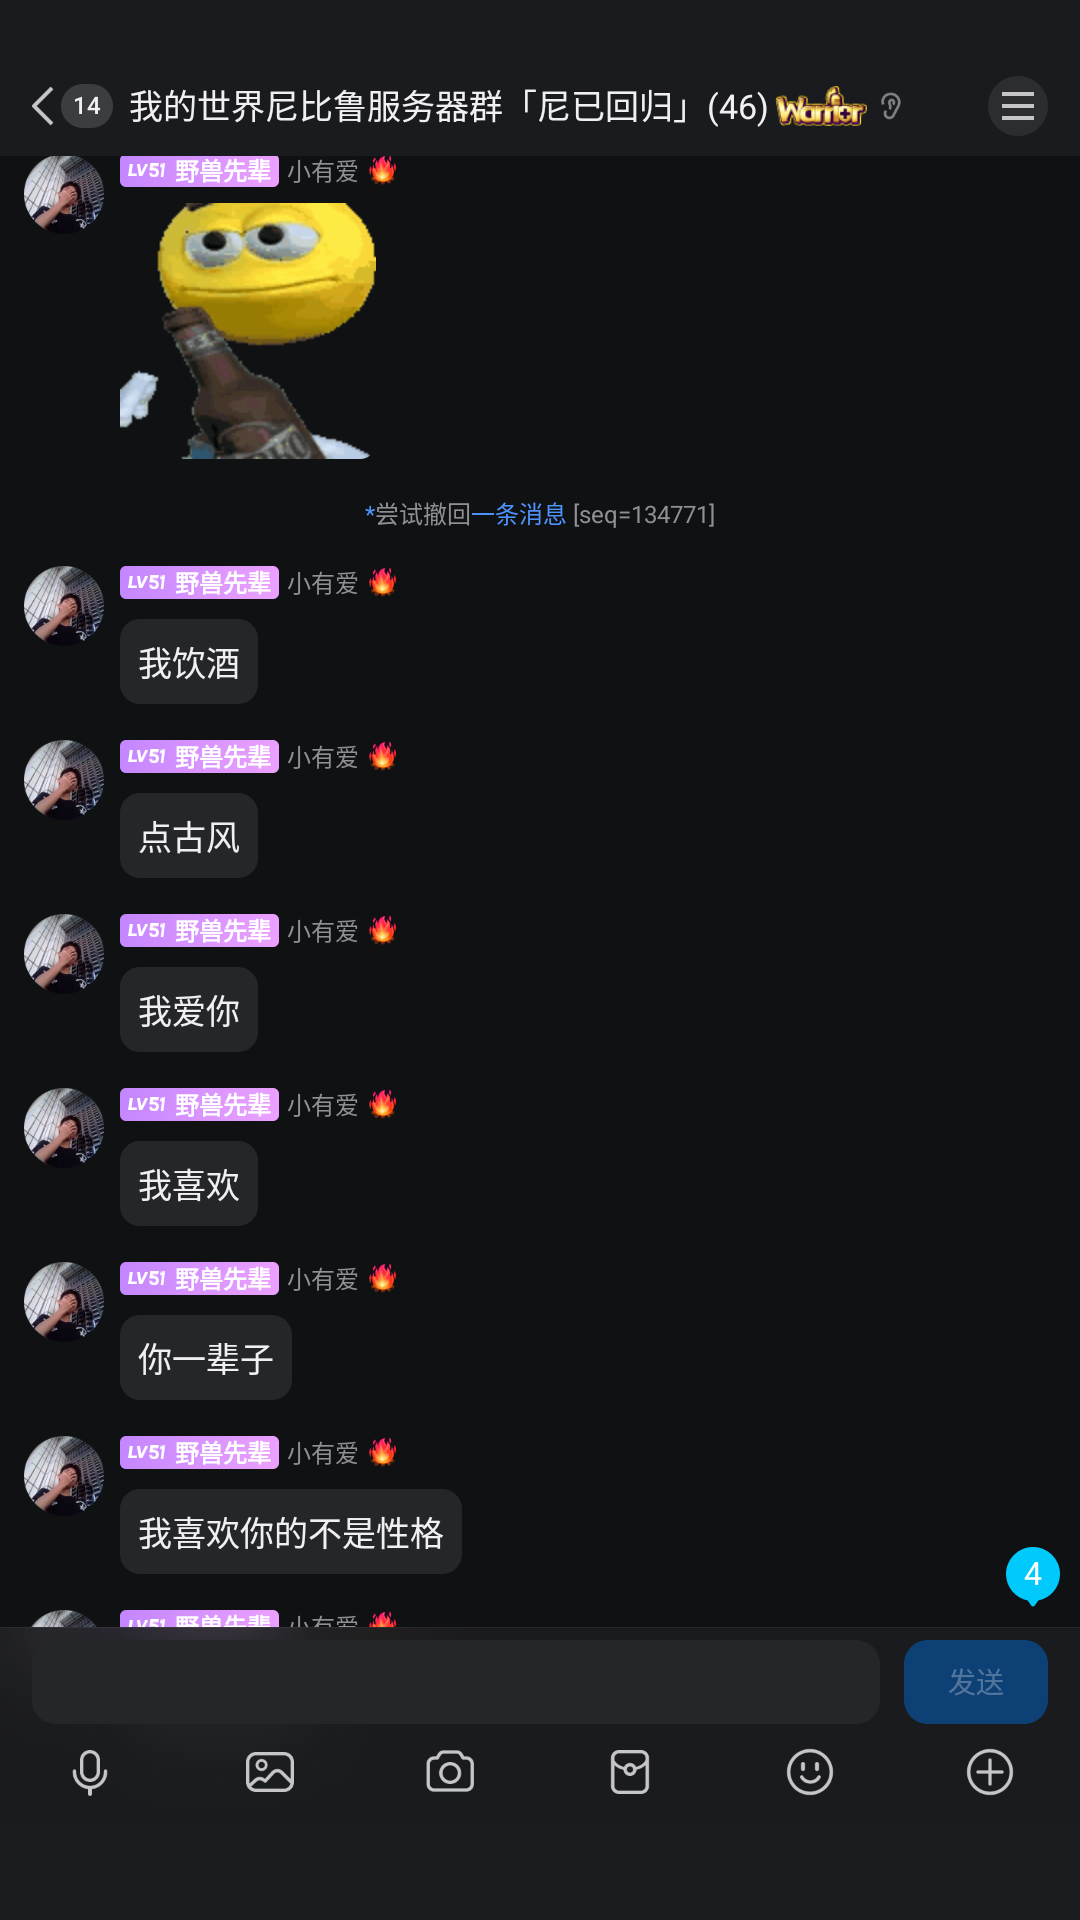 14 我的世界尼比鲁服务器群「尼已回归」(46) Warrior
LV51 野兽先辈 小有爱
*尝试撤回一条消息 [seq=134771]
LV51 野兽先辈 小有爱
我饮酒
LV51 野兽先辈 小有爱
点古风
LV51 野兽先辈 小有爱
我爱你
LV51 野兽先辈 小有爱
我喜欢
LV51 野兽先辈 小有爱
你一辈子
LV51 野兽先辈 小有爱
我喜欢你的不是性格
4
LV51 野兽先辈 小有爱
发送